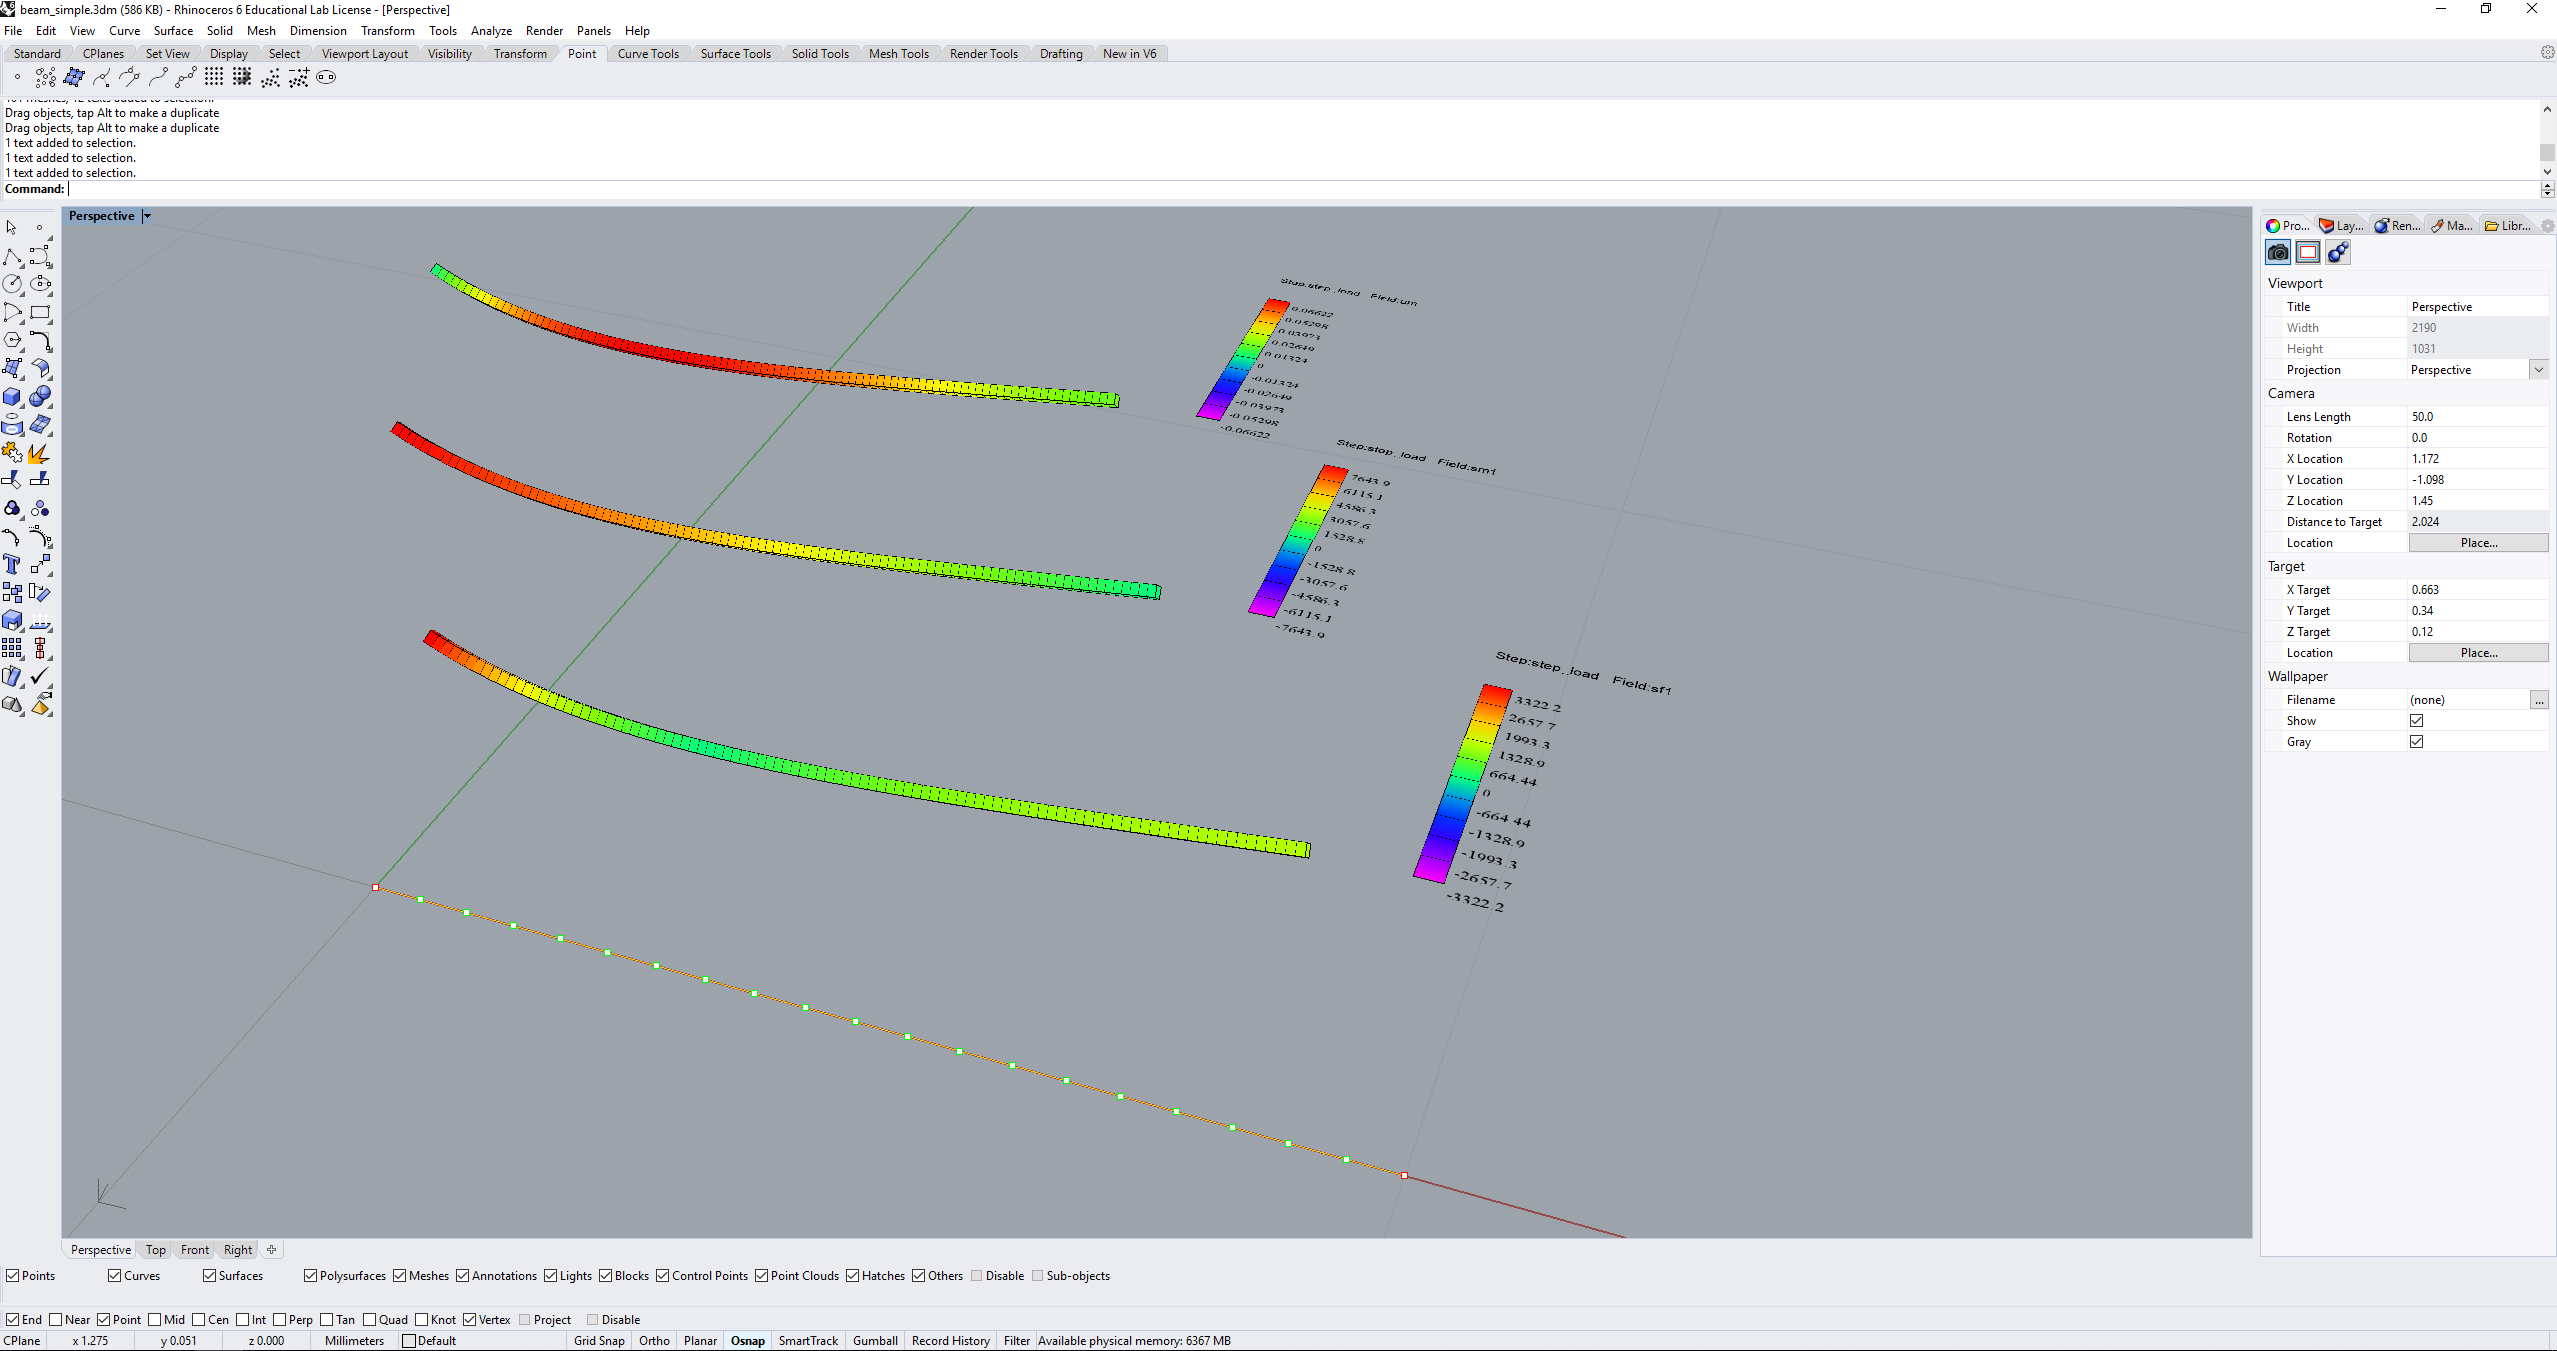 beam_simple.3dm (586 KB) - Rhinoceros 6 Educational Lab License - [Perspective]
File Edit View Curve Surface Solid Mesh Dimension Transform Tools Analyze Render Panels Help
Standard CPlanes Set View Display Select Viewport Layout Visibility Transform Point Curve Tools Surface Tools Solid Tools Mesh Tools Render Tools Drafting New in V6
Drag objects, tap Alt to make a duplicate
Drag objects, tap Alt to make a duplicate
1 text added to selection.
1 text added to selection.
1 text added to selection.
Command:
Perspective
Step:step_load Field:um
0.06622
0.05298
0.03973
0.02649
0.01324
0
-0.01324
-0.02649
-0.03973
-0.05298
-0.06622
Step:step_load Field:sm1
7643.9
6115.1
4586.3
3057.6
1528.8
0
-1528.8
-3057.6
-4586.3
-6115.1
-7643.9
Step:step_load Field:sf1
3322.2
2657.7
1993.3
1328.9
664.44
0
-664.44
-1328.9
-1993.3
-2657.7
-3322.2
Pro... Lay... Ren... Ma... Libr...
Viewport
Title Perspective
Width 2190
Height 1031
Projection Perspective
Camera
Lens Length 50.0
Rotation 0.0
X Location 1.172
Y Location -1.098
Z Location 1.45
Distance to Target 2.024
Location Place...
Target
X Target 0.663
Y Target 0.34
Z Target 0.12
Location Place...
Wallpaper
Filename (none) ...
Show
Gray
Perspective Top Front Right
Points Curves Surfaces Polysurfaces Meshes Annotations Lights Blocks Control Points Point Clouds Hatches Others Disable Sub-objects
End Near Point Mid Cen Int Perp Tan Quad Knot Vertex Project Disable
CPlane x 1.275 y 0.051 z 0.000 Millimeters Default Grid Snap Ortho Planar Osnap SmartTrack Gumball Record History Filter Available physical memory: 6367 MB